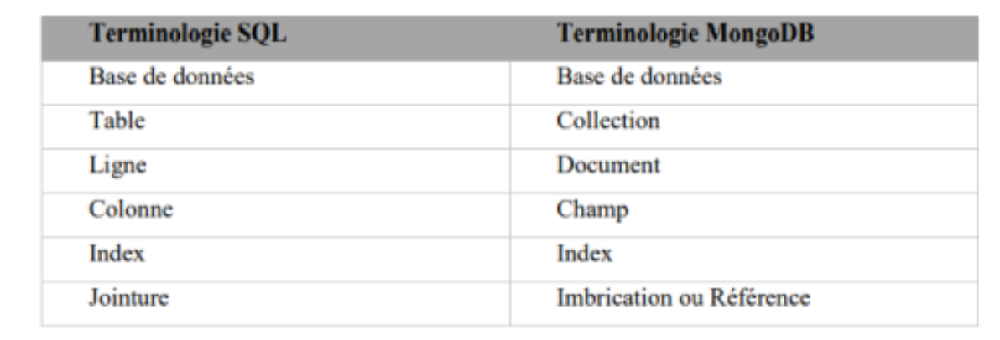 Terminologie SQL Terminologie MongoDB
Base de données Base de données
Table Collection
Ligne Document
Colonne Champ
Index Index
Jointure Imbrication ou Référence